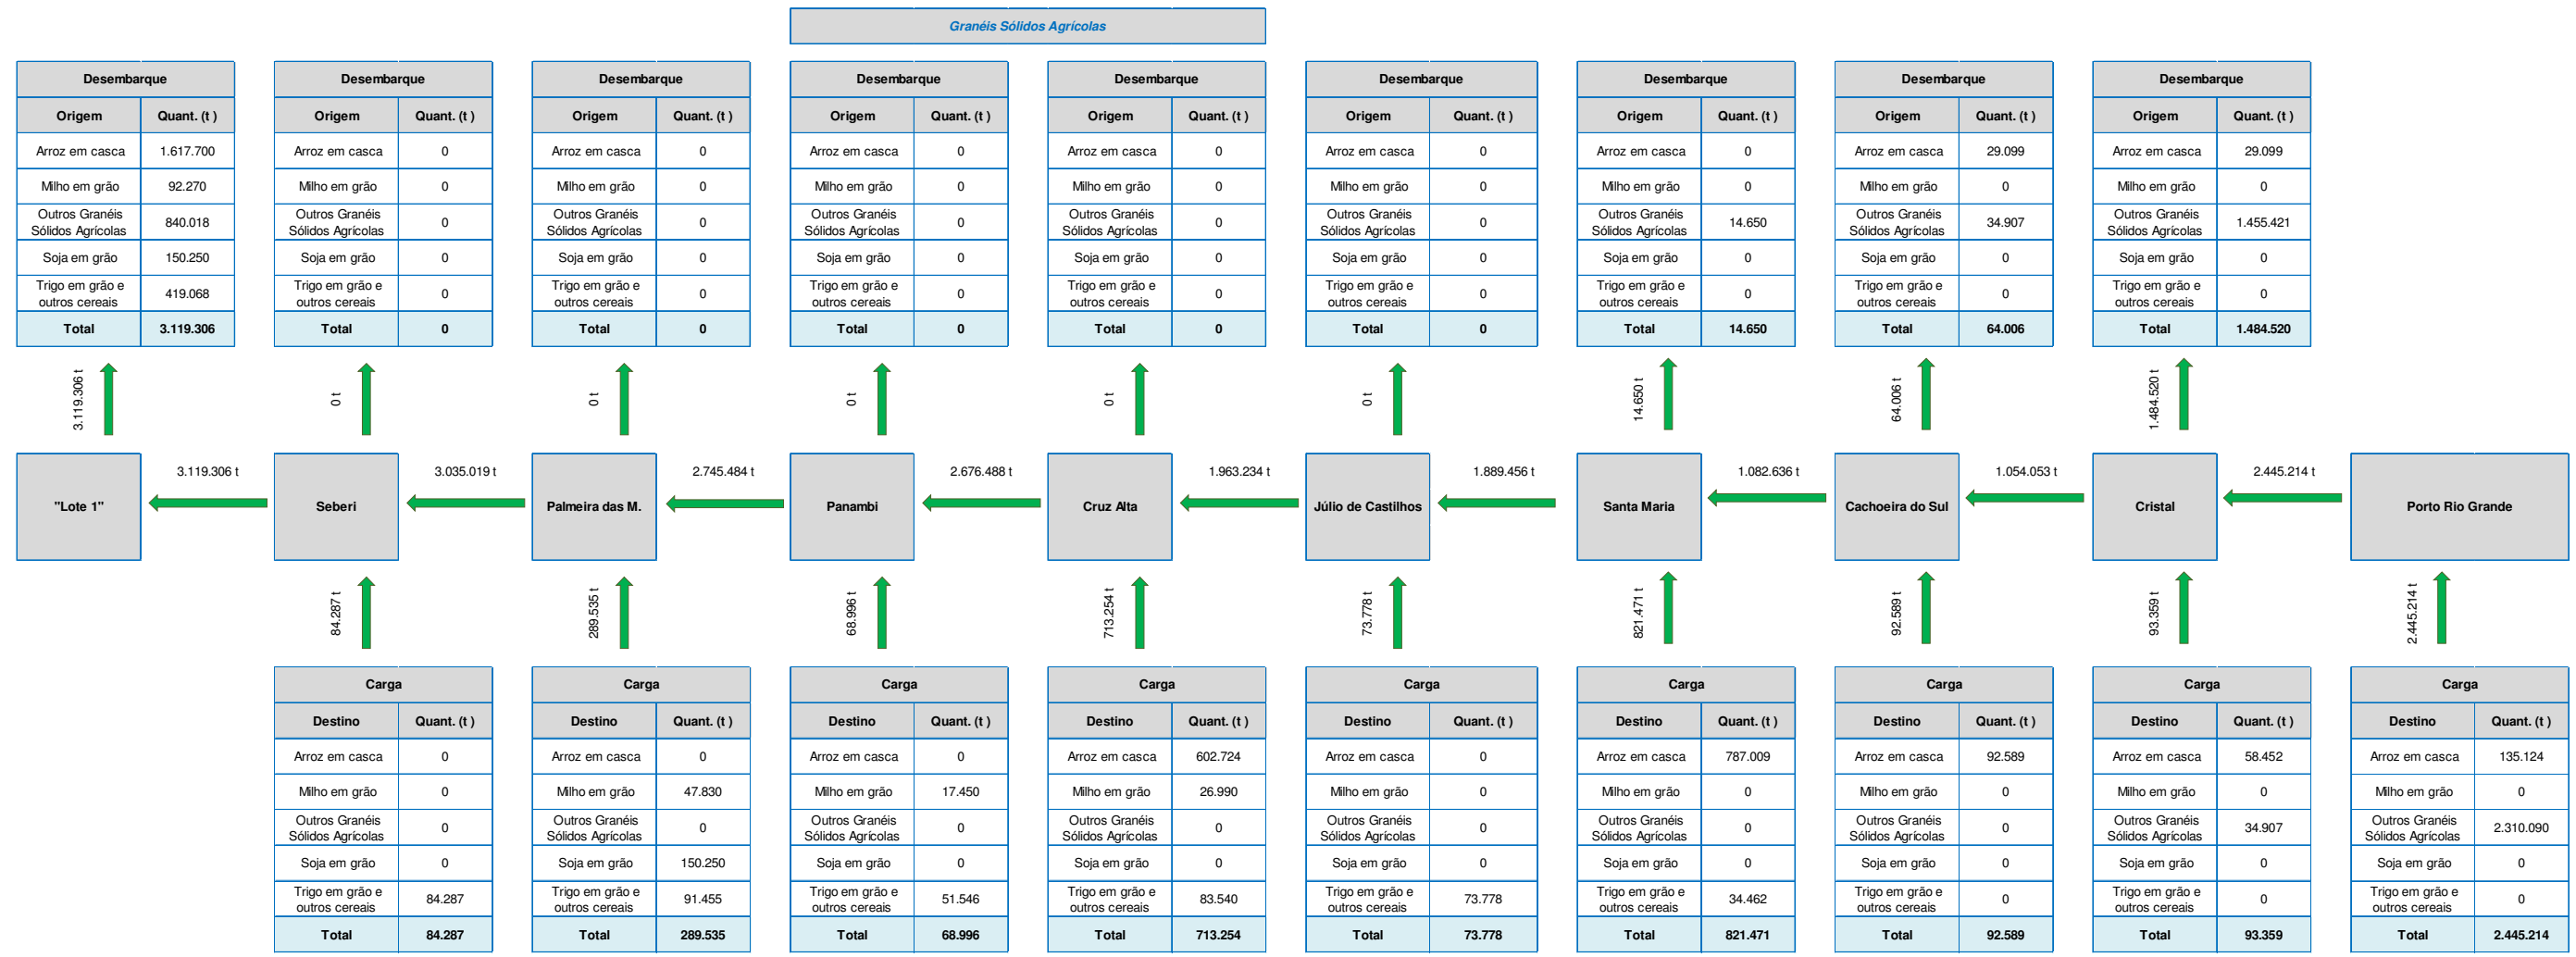 Granéis Sólidos Agrícolas
Desembarque
Origem Quant. (t )
Arroz em casca 1.617.700
Milho em grão 92.270
Outros Granéis
Sólidos Agrícolas 840.018
Soja em grão 150.250
Trigo em grão e
outros cereais 419.068
Total 3.119.306
Desembarque
Origem Quant. (t )
Arroz em casca 0
Milho em grão 0
Outros Granéis
Sólidos Agrícolas 0
Soja em grão 0
Trigo em grão e
outros cereais 0
Total 0
Desembarque
Origem Quant. (t )
Arroz em casca 0
Milho em grão 0
Outros Granéis
Sólidos Agrícolas 0
Soja em grão 0
Trigo em grão e
outros cereais 0
Total 0
Desembarque
Origem Quant. (t )
Arroz em casca 0
Milho em grão 0
Outros Granéis
Sólidos Agrícolas 0
Soja em grão 0
Trigo em grão e
outros cereais 0
Total 0
Desembarque
Origem Quant. (t )
Arroz em casca 0
Milho em grão 0
Outros Granéis
Sólidos Agrícolas 0
Soja em grão 0
Trigo em grão e
outros cereais 0
Total 0
Desembarque
Origem Quant. (t )
Arroz em casca 0
Milho em grão 0
Outros Granéis
Sólidos Agrícolas 0
Soja em grão 0
Trigo em grão e
outros cereais 0
Total 0
Desembarque
Origem Quant. (t )
Arroz em casca 0
Milho em grão 0
Outros Granéis
Sólidos Agrícolas 14.650
Soja em grão 0
Trigo em grão e
outros cereais 0
Total 14.650
Desembarque
Origem Quant. (t )
Arroz em casca 29.099
Milho em grão 0
Outros Granéis
Sólidos Agrícolas 34.907
Soja em grão 0
Trigo em grão e
outros cereais 0
Total 64.006
Desembarque
Origem Quant. (t )
Arroz em casca 29.099
Milho em grão 0
Outros Granéis
Sólidos Agrícolas 1.455.421
Soja em grão 0
Trigo em grão e
outros cereais 0
Total 1.484.520
3.119.306 t
0 t
0 t
0 t
0 t
0 t
14.650 t
64.006 t
1.484.520 t
"Lote 1"
3.119.306 t
Seberi
3.035.019 t
Palmeira das M.
2.745.484 t
Panambi
2.676.488 t
Cruz Alta
1.963.234 t
Júlio de Castilhos
1.889.456 t
Santa Maria
1.082.636 t
Cachoeira do Sul
1.054.053 t
Cristal
2.445.214 t
Porto Rio Grande
84.287 t
289.535 t
68.996 t
713.254 t
73.778 t
821.471 t
92.589 t
93.359 t
2.445.214 t
Carga
Destino Quant. (t )
Arroz em casca 0
Milho em grão 0
Outros Granéis
Sólidos Agrícolas 0
Soja em grão 0
Trigo em grão e
outros cereais 84.287
Total 84.287
Carga
Destino Quant. (t )
Arroz em casca 0
Milho em grão 47.830
Outros Granéis
Sólidos Agrícolas 0
Soja em grão 150.250
Trigo em grão e
outros cereais 91.455
Total 289.535
Carga
Destino Quant. (t )
Arroz em casca 0
Milho em grão 17.450
Outros Granéis
Sólidos Agrícolas 0
Soja em grão 0
Trigo em grão e
outros cereais 51.546
Total 68.996
Carga
Destino Quant. (t )
Arroz em casca 602.724
Milho em grão 26.990
Outros Granéis
Sólidos Agrícolas 0
Soja em grão 0
Trigo em grão e
outros cereais 83.540
Total 713.254
Carga
Destino Quant. (t )
Arroz em casca 0
Milho em grão 0
Outros Granéis
Sólidos Agrícolas 0
Soja em grão 0
Trigo em grão e
outros cereais 73.778
Total 73.778
Carga
Destino Quant. (t )
Arroz em casca 787.009
Milho em grão 0
Outros Granéis
Sólidos Agrícolas 0
Soja em grão 0
Trigo em grão e
outros cereais 34.462
Total 821.471
Carga
Destino Quant. (t )
Arroz em casca 92.589
Milho em grão 0
Outros Granéis
Sólidos Agrícolas 0
Soja em grão 0
Trigo em grão e
outros cereais 0
Total 92.589
Carga
Destino Quant. (t )
Arroz em casca 58.452
Milho em grão 0
Outros Granéis
Sólidos Agrícolas 34.907
Soja em grão 0
Trigo em grão e
outros cereais 0
Total 93.359
Carga
Destino Quant. (t )
Arroz em casca 135.124
Milho em grão 0
Outros Granéis
Sólidos Agrícolas 2.310.090
Soja em grão 0
Trigo em grão e
outros cereais 0
Total 2.445.214